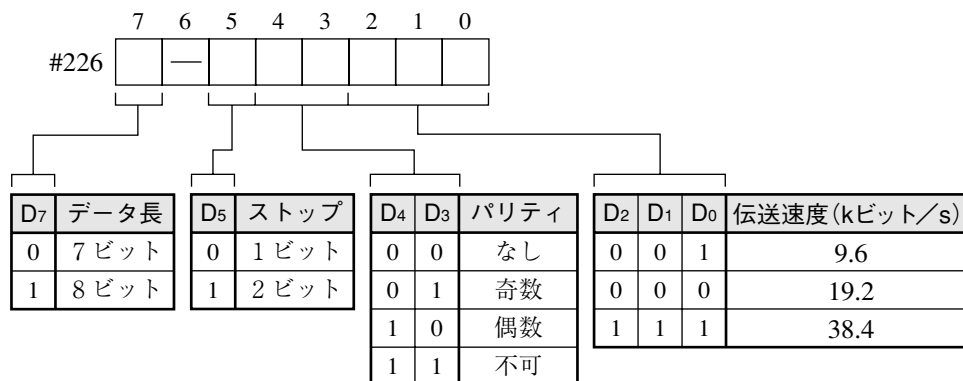 7 6 5 4 3 2 1 0
#226 —
D7 データ長
0 7ビット
1 8ビット
D5 ストップ
0 1ビット
1 2ビット
D4 D3 パリティ
0 0 なし
0 1 奇数
1 0 偶数
1 1 不可
D2 D1 D0 伝送速度(kビット/s)
0 0 1 9.6
0 0 0 19.2
1 1 1 38.4